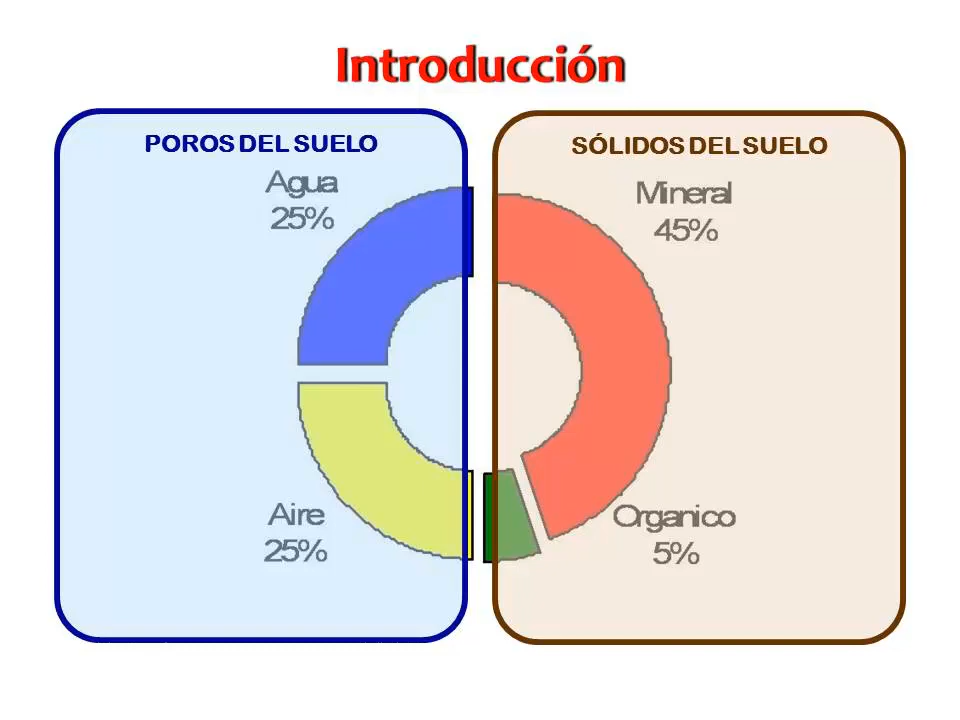 Introducción
POROS DEL SUELO
Agua
25%
Aire
25%
SÓLIDOS DEL SUELO
Mineral
45%
Organico
5%